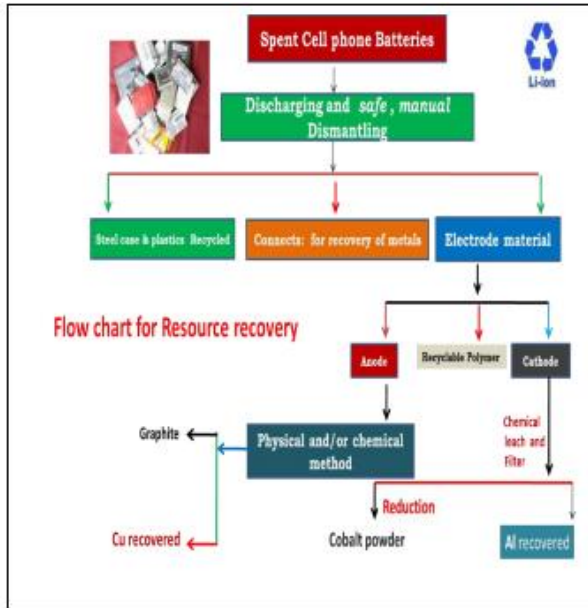 Spent Cell phone Batteries
Li-ion
Discharging and safe , manual
Dismantling
Steel case & plastics Recycled
Connects: for recovery of metals
Electrode material
Flow chart for Resource recovery
Anode
Recyclable Polymer
Cathode
Graphite
Physical and/or chemical
method
Chemical
leach and
Filter
Reduction
Cu recovered
Cobalt powder
Al recovered